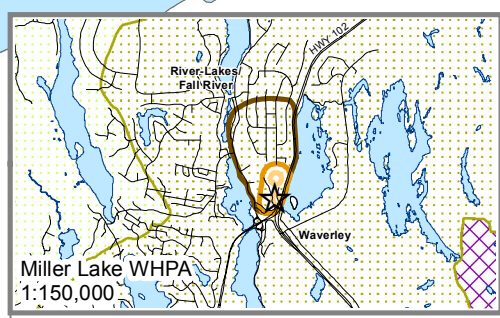 HWY 102
River-Lakes/
Fall River
Waverley
Miller Lake WHPA
1:150,000